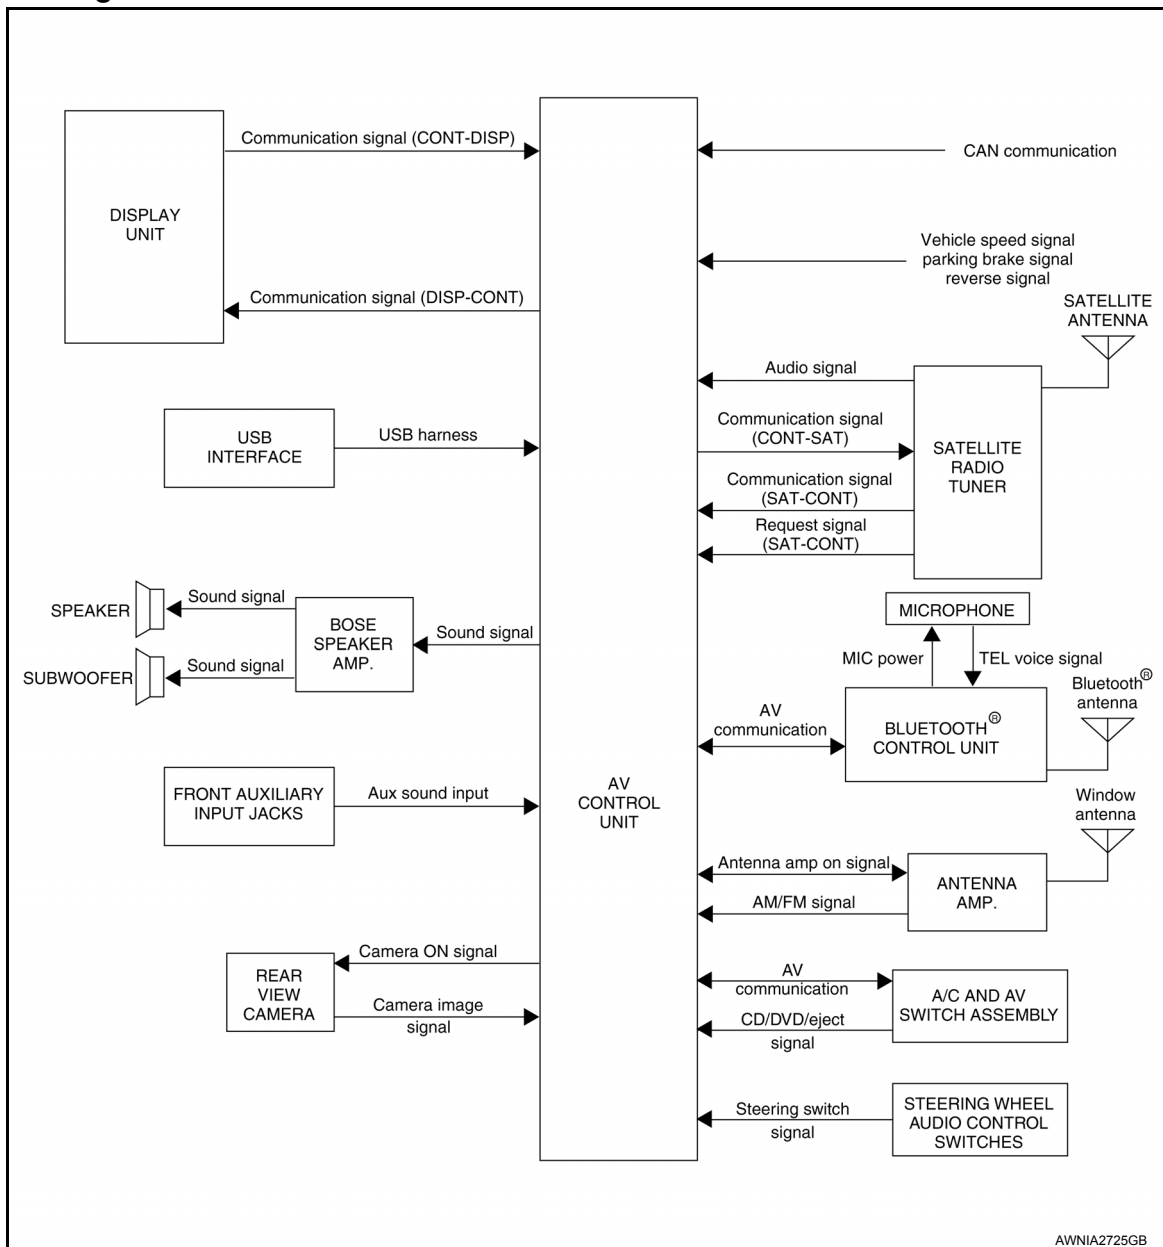 Communication signal (CONT-DISP)
DISPLAY
UNIT
Communication signal (DISP-CONT)
USB
INTERFACE
USB harness
SPEAKER
Sound signal
SUBWOOFER
Sound signal
BOSE
SPEAKER
AMP.
Sound signal
FRONT AUXILIARY
INPUT JACKS
Aux sound input
REAR
VIEW
CAMERA
Camera ON signal
Camera image
signal
AV
CONTROL
UNIT
CAN communication
Vehicle speed signal
parking brake signal
reverse signal
SATELLITE
ANTENNA
Audio signal
Communication signal
(CONT-SAT)
Communication signal
(SAT-CONT)
Request signal
(SAT-CONT)
SATELLITE
RADIO
TUNER
MICROPHONE
MIC power
TEL voice signal
Bluetooth®
antenna
AV
communication
BLUETOOTH®
CONTROL UNIT
Window
antenna
Antenna amp on signal
AM/FM signal
ANTENNA
AMP.
AV
communication
CD/DVD/eject
signal
A/C AND AV
SWITCH ASSEMBLY
Steering switch
signal
STEERING WHEEL
AUDIO CONTROL
SWITCHES
AWNIA2725GB